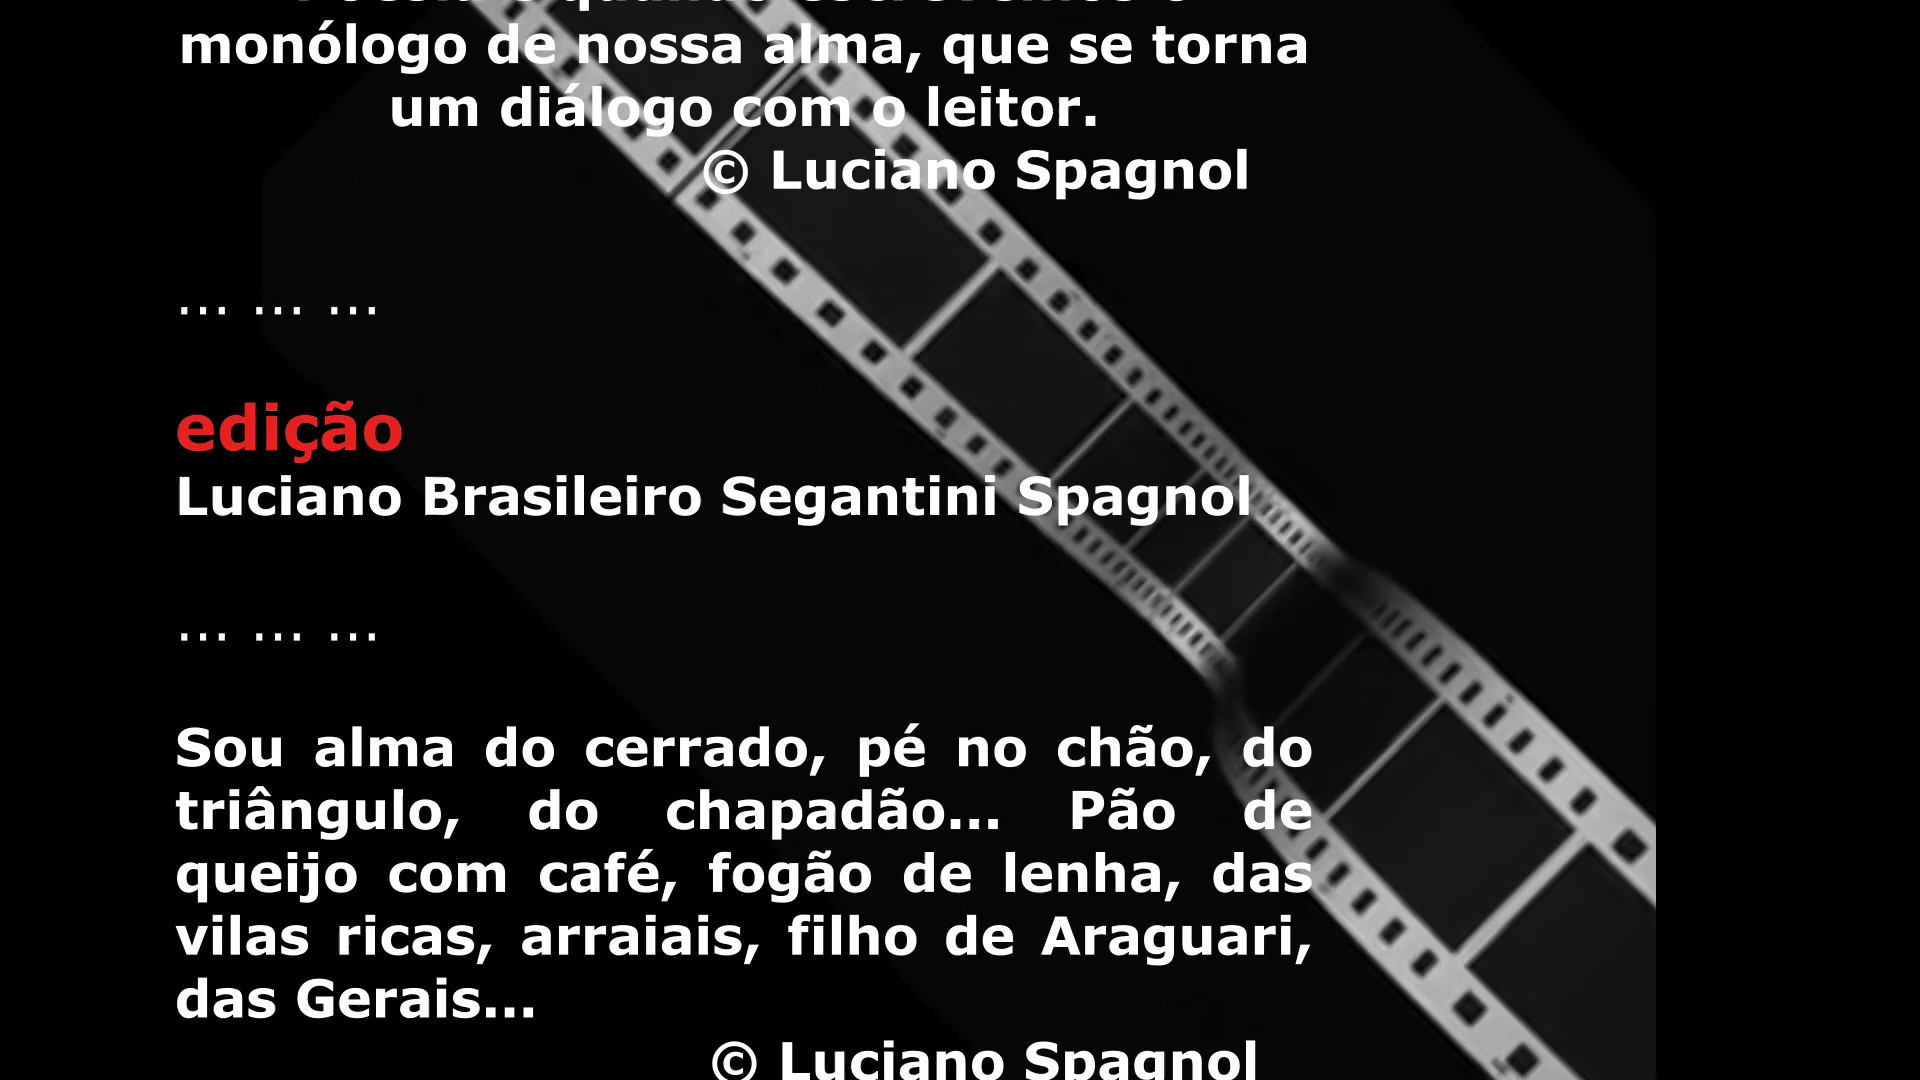 monólogo de nossa alma, que se torna
um diálogo com o leitor.
© Luciano Spagnol
... ... ...
edição
Luciano Brasileiro Segantini Spagnol
... ... ...
Sou alma do cerrado, pé no chão, do
triângulo, do chapadão... Pão de
queijo com café, fogão de lenha, das
vilas ricas, arraiais, filho de Araguari,
das Gerais...
© Luciano Spagnol